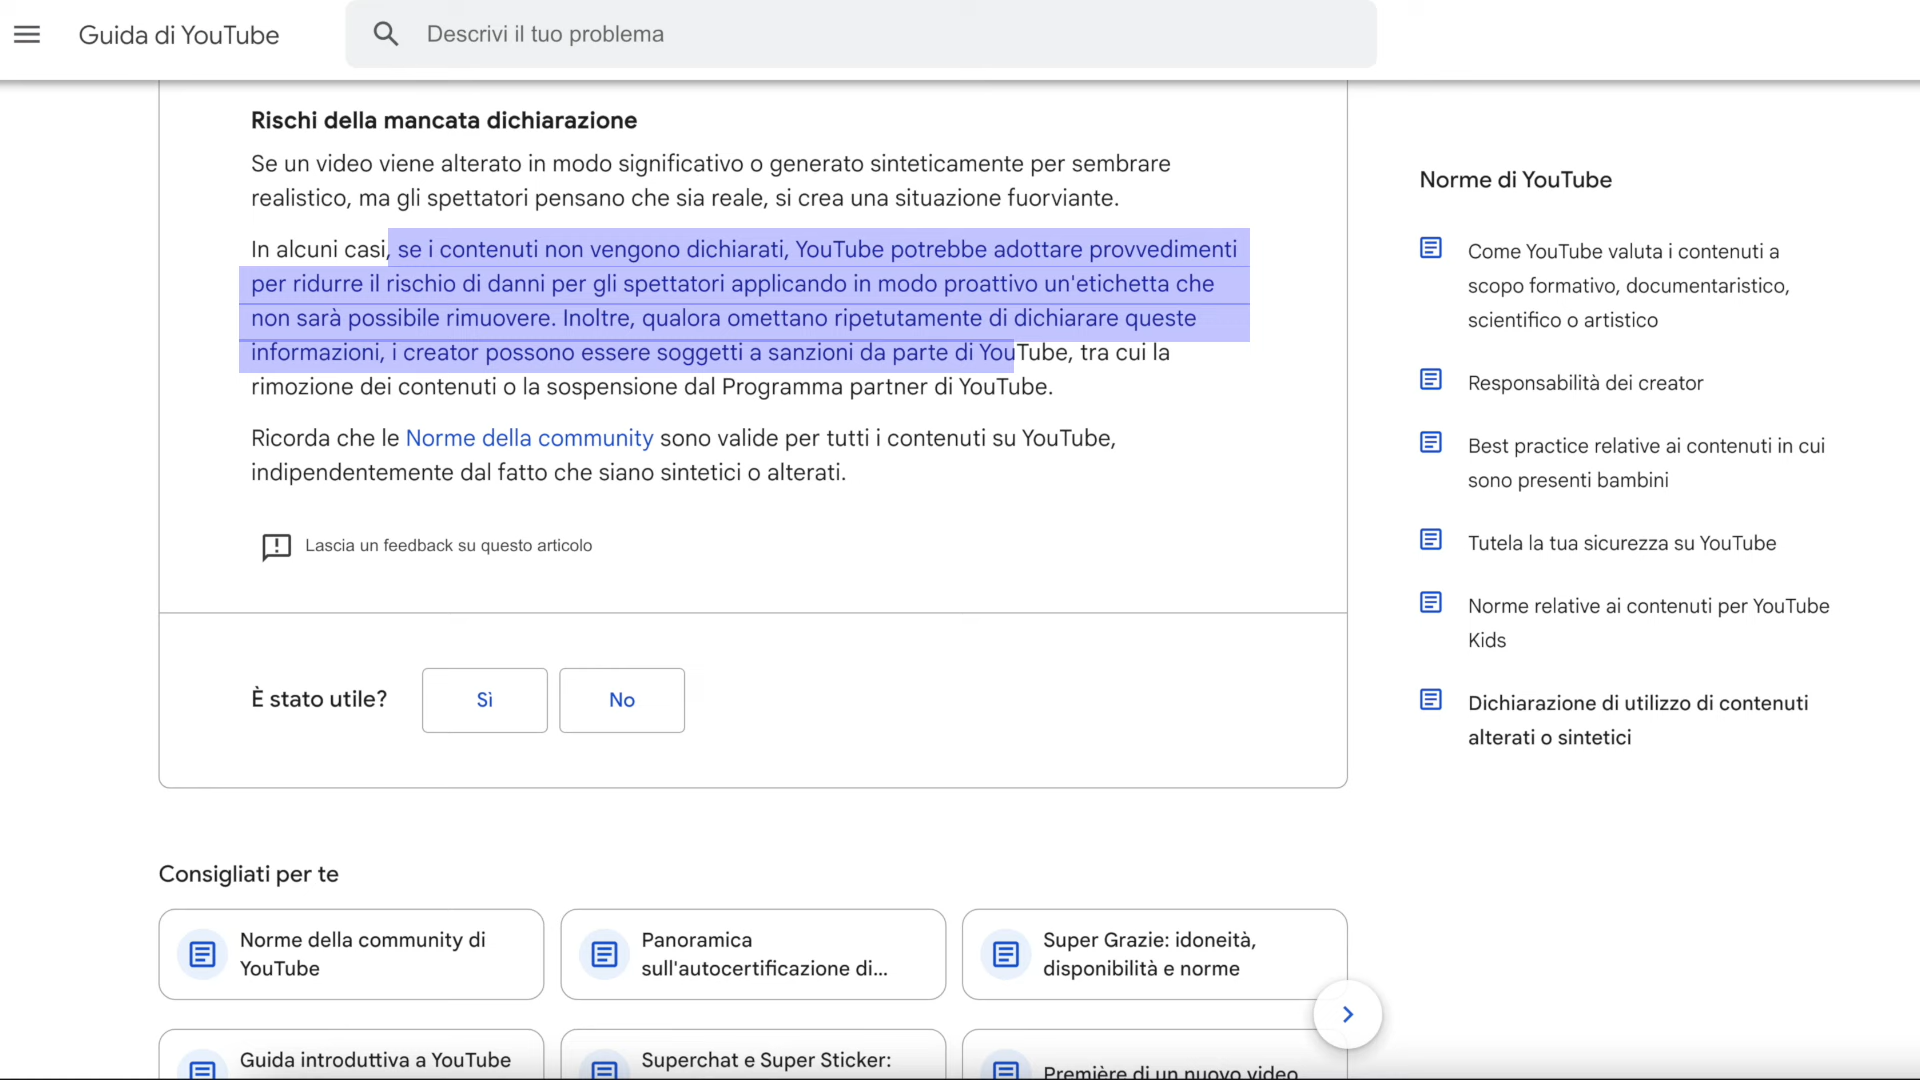 Guida di YouTube
Descrivi il tuo problema
Rischi della mancata dichiarazione
Se un video viene alterato in modo significativo o generato sinteticamente per sembrare
realistico, ma gli spettatori pensano che sia reale, si crea una situazione fuorviante.
In alcuni casi, se i contenuti non vengono dichiarati, YouTube potrebbe adottare provvedimenti
per ridurre il rischio di danni per gli spettatori applicando in modo proattivo un'etichetta che
non sarà possibile rimuovere. Inoltre, qualora omettano ripetutamente di dichiarare queste
informazioni, i creator possono essere soggetti a sanzioni da parte di YouTube, tra cui la
rimozione dei contenuti o la sospensione dal Programma partner di YouTube.
Ricorda che le Norme della community sono valide per tutti i contenuti su YouTube,
indipendentemente dal fatto che siano sintetici o alterati.
Lascia un feedback su questo articolo
È stato utile?
Sì
No
Norme di YouTube
Come YouTube valuta i contenuti a
scopo formativo, documentaristico,
scientifico o artistico
Responsabilità dei creator
Best practice relative ai contenuti in cui
sono presenti bambini
Tutela la tua sicurezza su YouTube
Norme relative ai contenuti per YouTube
Kids
Dichiarazione di utilizzo di contenuti
alterati o sintetici
Consigliati per te
Norme della community di
YouTube
Panoramica
sull'autocertificazione di...
Super Grazie: idoneità,
disponibilità e norme
Guida introduttiva a YouTube
Superchat e Super Sticker:
Première di un nuovo video